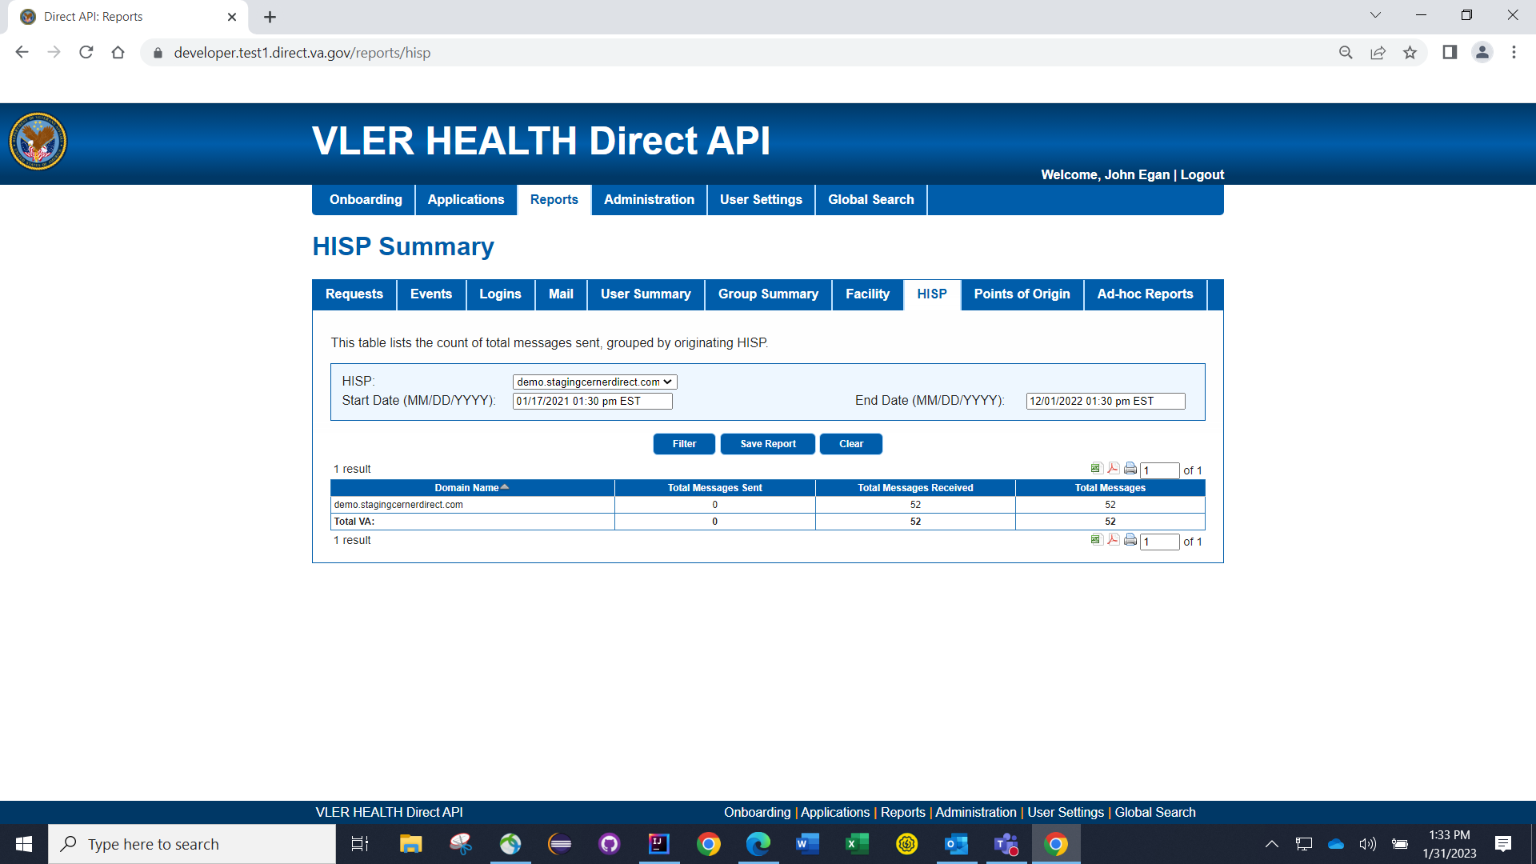 Direct API: Reports
developer.test1.direct.va.gov/reports/hisp
VLER HEALTH Direct API
Welcome, John Egan | Logout
Onboarding Applications Reports Administration User Settings Global Search
HISP Summary
Requests Events Logins Mail User Summary Group Summary Facility HISP Points of Origin Ad-hoc Reports
This table lists the count of total messages sent, grouped by originating HISP.
HISP: demo.stagingcernerdirect.com
Start Date (MM/DD/YYYY): 01/17/2021 01:30 pm EST End Date (MM/DD/YYYY): 12/01/2022 01:30 pm EST
Filter Save Report Clear
1 result 1 of 1
Domain Name Total Messages Sent Total Messages Received Total Messages
demo.stagingcernerdirect.com 0 52 52
Total VA: 0 52 52
1 result 1 of 1
VLER HEALTH Direct API Onboarding | Applications | Reports | Administration | User Settings | Global Search
Type here to search
1:33 PM
1/31/2023